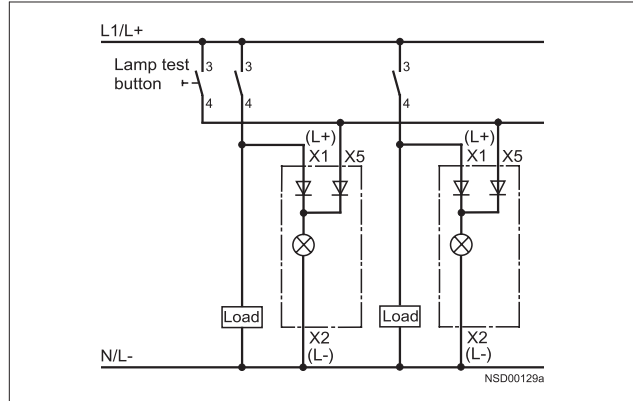 L1/L+
Lamp test
button
3
4
3
4
3
4
(L+)
X1 X5
(L+)
X1 X5
Load
Load
X2
(L-)
X2
(L-)
N/L-
NSD00129a